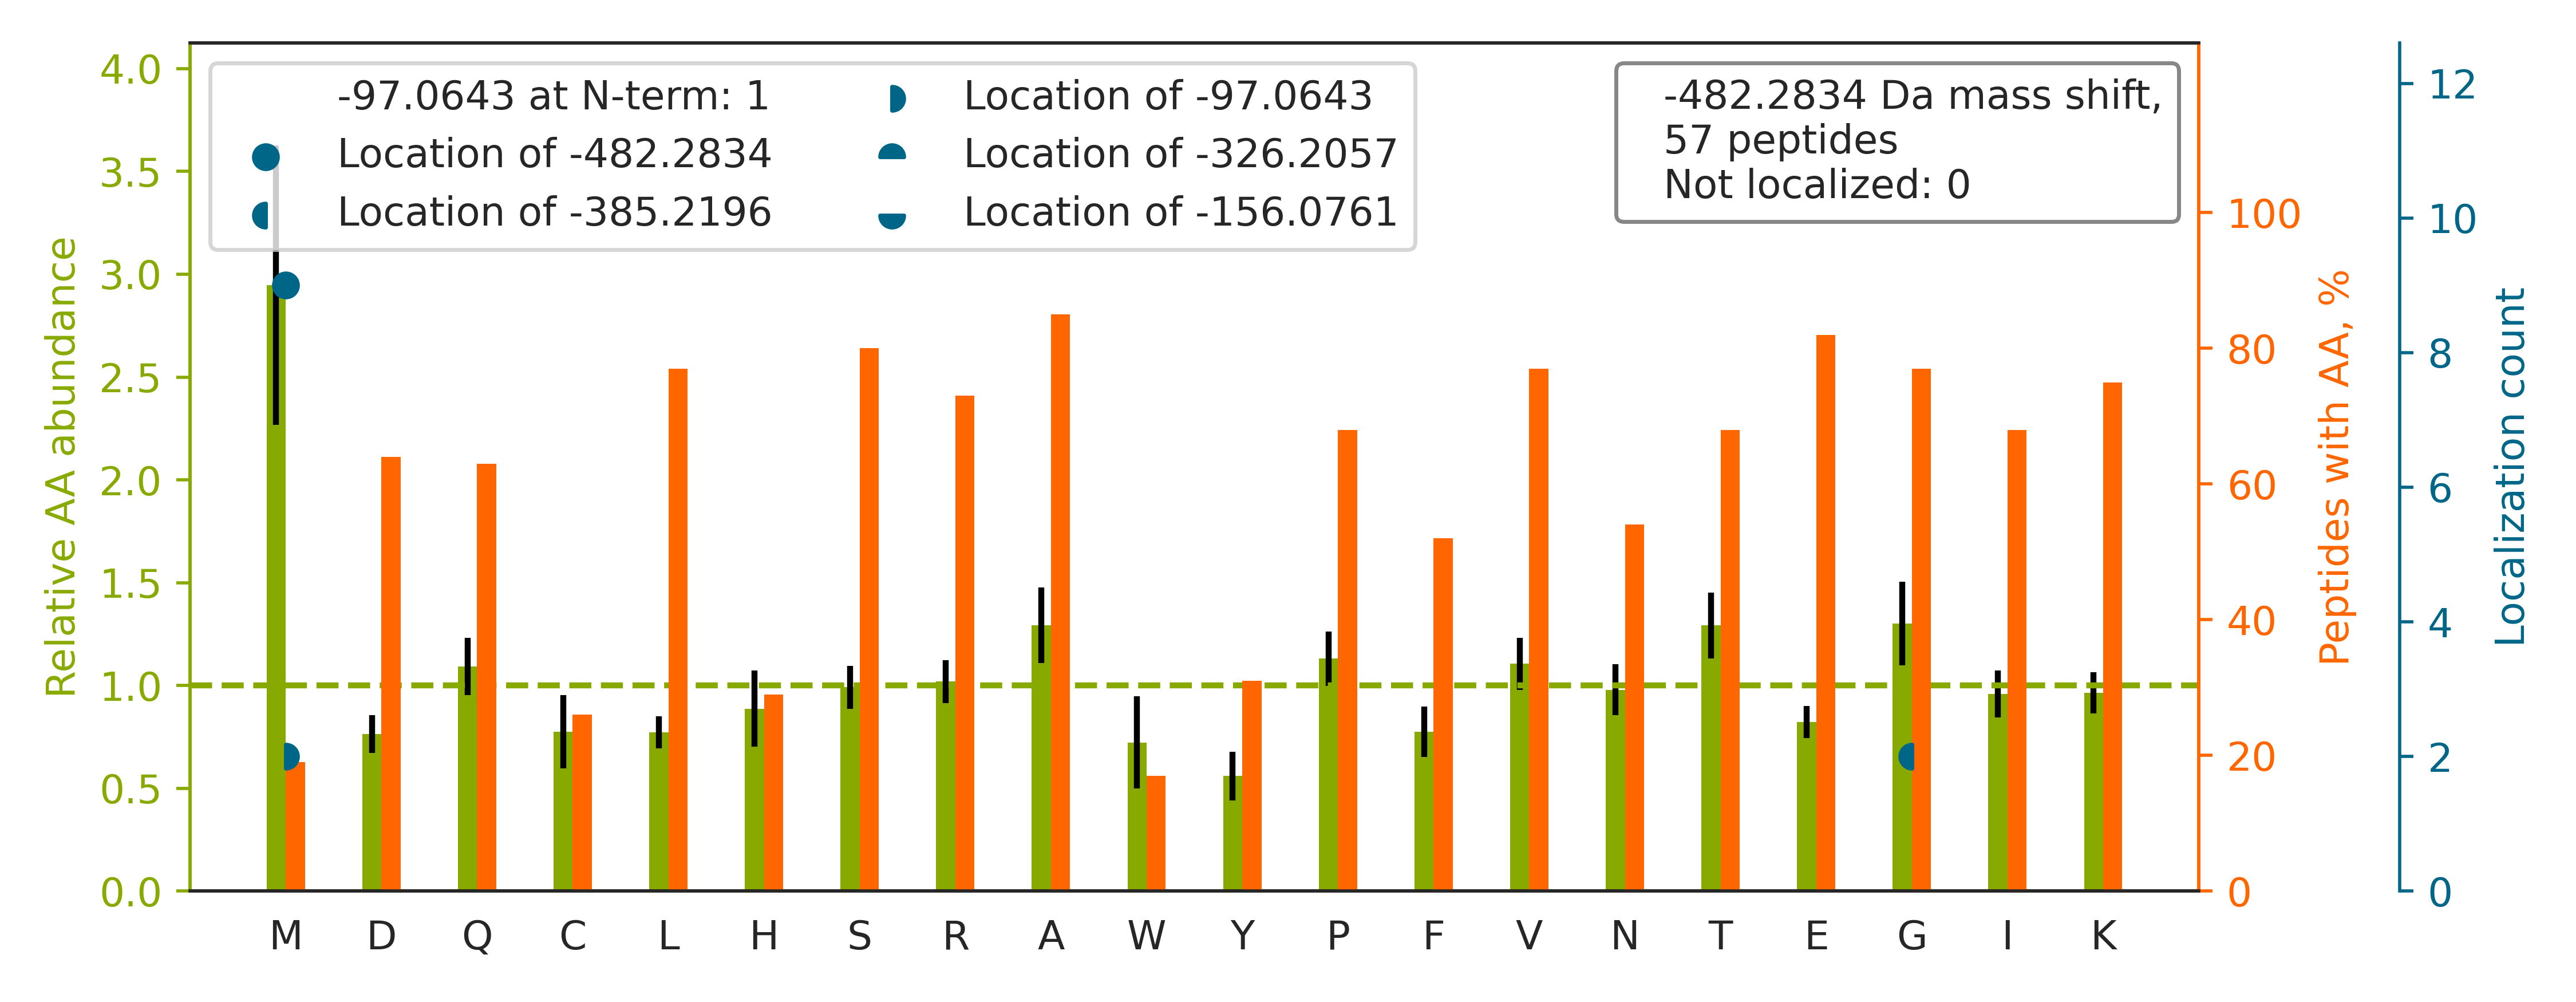 -97.0643 at N-term: 1
Location of -482.2834
Location of -385.2196
Location of -97.0643
Location of -326.2057
Location of -156.0761
-482.2834 Da mass shift,
57 peptides
Not localized: 0
Relative AA abundance
4.0
3.5
3.0
2.5
2.0
1.5
1.0
0.5
0.0
100
80
60
40
20
0
Peptides with AA, %
12
10
8
6
4
2
0
Localization count
M D Q C L H S R A W Y P F V N T E G I K